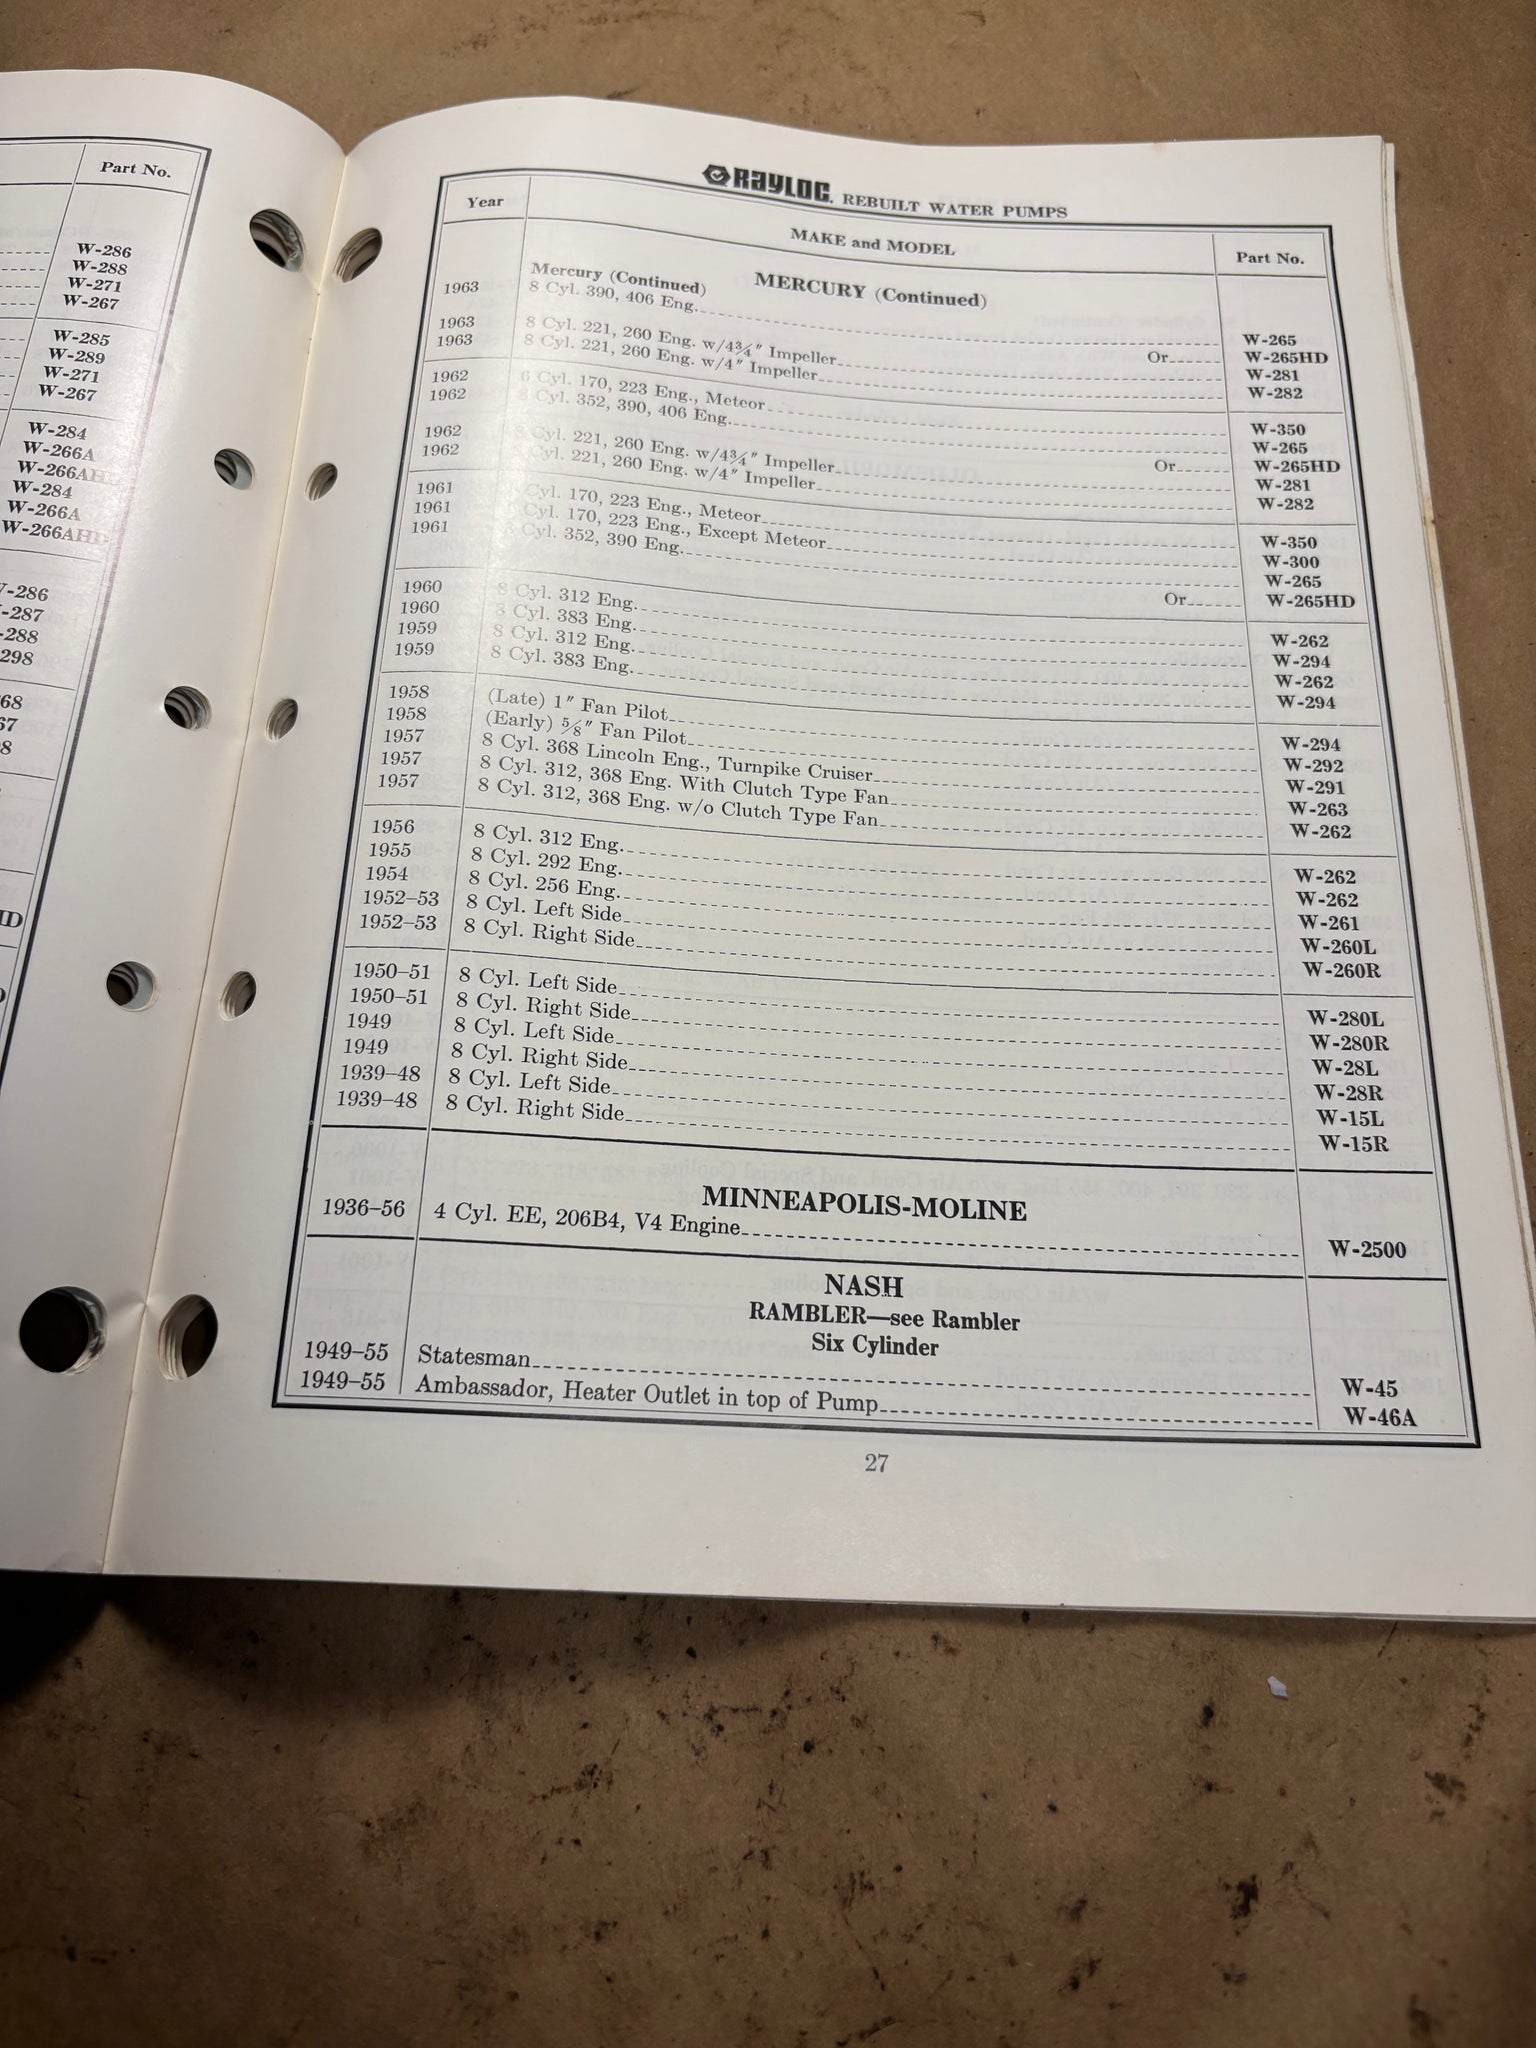 Part No.
W-286
W-288
W-271
W-267
W-285
W-289
W-271
W-267
W-284
W-266A
W-266AH
W-284
W-266A
W-266AHD
-286
-287
-288
298
68
67
8
HD
RAYLOC. REBUILT WATER PUMPS
Year MAKE and MODEL Part No.
MERCURY (Continued)
Mercury (Continued)
1963 8 Cyl. 390, 406 Eng. W-265
Or W-265HD
1963 8 Cyl. 221, 260 Eng. w/4¾″ Impeller W-281
1963 8 Cyl. 221, 260 Eng. w/4″ Impeller W-282
1962 6 Cyl. 170, 223 Eng., Meteor W-350
1962 8 Cyl. 352, 390, 406 Eng. W-265
Or W-265HD
1962 8 Cyl. 221, 260 Eng. w/4¾″ Impeller W-281
1962 Cyl. 221, 260 Eng. w/4″ Impeller W-282
1961 Cyl. 170, 223 Eng., Meteor W-350
1961 Cyl. 170, 223 Eng., Except Meteor W-300
1961 Cyl. 352, 390 Eng. W-265
Or W-265HD
1960 8 Cyl. 312 Eng. W-262
1960 8 Cyl. 383 Eng. W-294
1959 8 Cyl. 312 Eng. W-262
1959 8 Cyl. 383 Eng. W-294
1958 (Late) 1″ Fan Pilot W-294
1958 (Early) ⅝″ Fan Pilot W-292
1957 8 Cyl. 368 Lincoln Eng., Turnpike Cruiser W-291
1957 8 Cyl. 312, 368 Eng. With Clutch Type Fan W-263
1957 8 Cyl. 312, 368 Eng. w/o Clutch Type Fan W-262
1956 8 Cyl. 312 Eng. W-262
1955 8 Cyl. 292 Eng. W-262
1954 8 Cyl. 256 Eng. W-261
1952–53 8 Cyl. Left Side W-260L
1952–53 8 Cyl. Right Side W-260R
1950–51 8 Cyl. Left Side W-280L
1950–51 8 Cyl. Right Side W-280R
1949 8 Cyl. Left Side W-28L
1949 8 Cyl. Right Side W-28R
1939–48 8 Cyl. Left Side W-15L
1939–48 8 Cyl. Right Side W-15R
MINNEAPOLIS-MOLINE
1936–56 4 Cyl. EE, 206B4, V4 Engine W-2500
NASH
RAMBLER—see Rambler
Six Cylinder
1949–55 Statesman W-45
1949–55 Ambassador, Heater Outlet in top of Pump W-46A
27